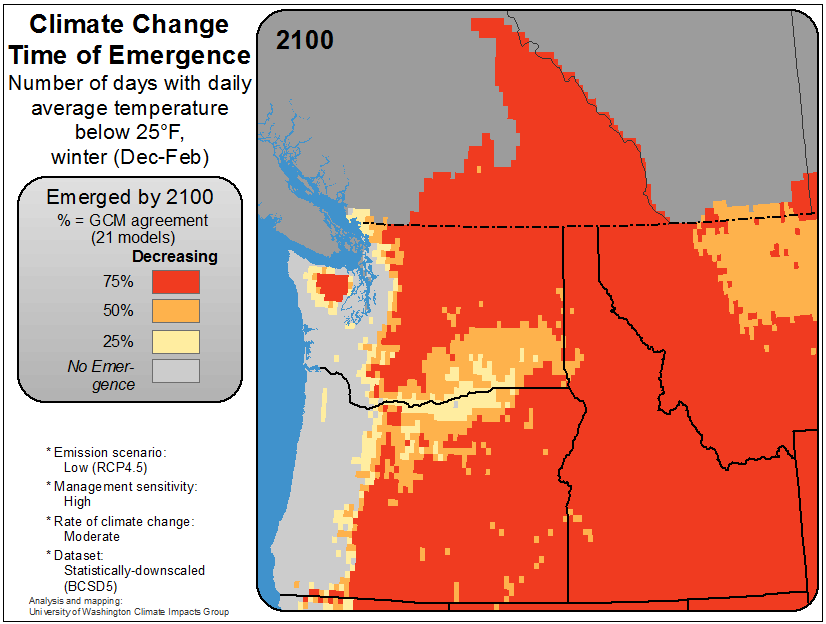 Climate Change
Time of Emergence
Number of days with daily
average temperature
below 25°F,
winter (Dec-Feb)
Emerged by 2100
% = GCM agreement
(21 models)
Decreasing
75%
50%
25%
No Emer-
gence
* Emission scenario:
Low (RCP4.5)
* Management sensitivity:
High
* Rate of climate change:
Moderate
* Dataset:
Statistically-downscaled
(BCSD5)
Analysis and mapping:
University of Washington Climate Impacts Group
2100